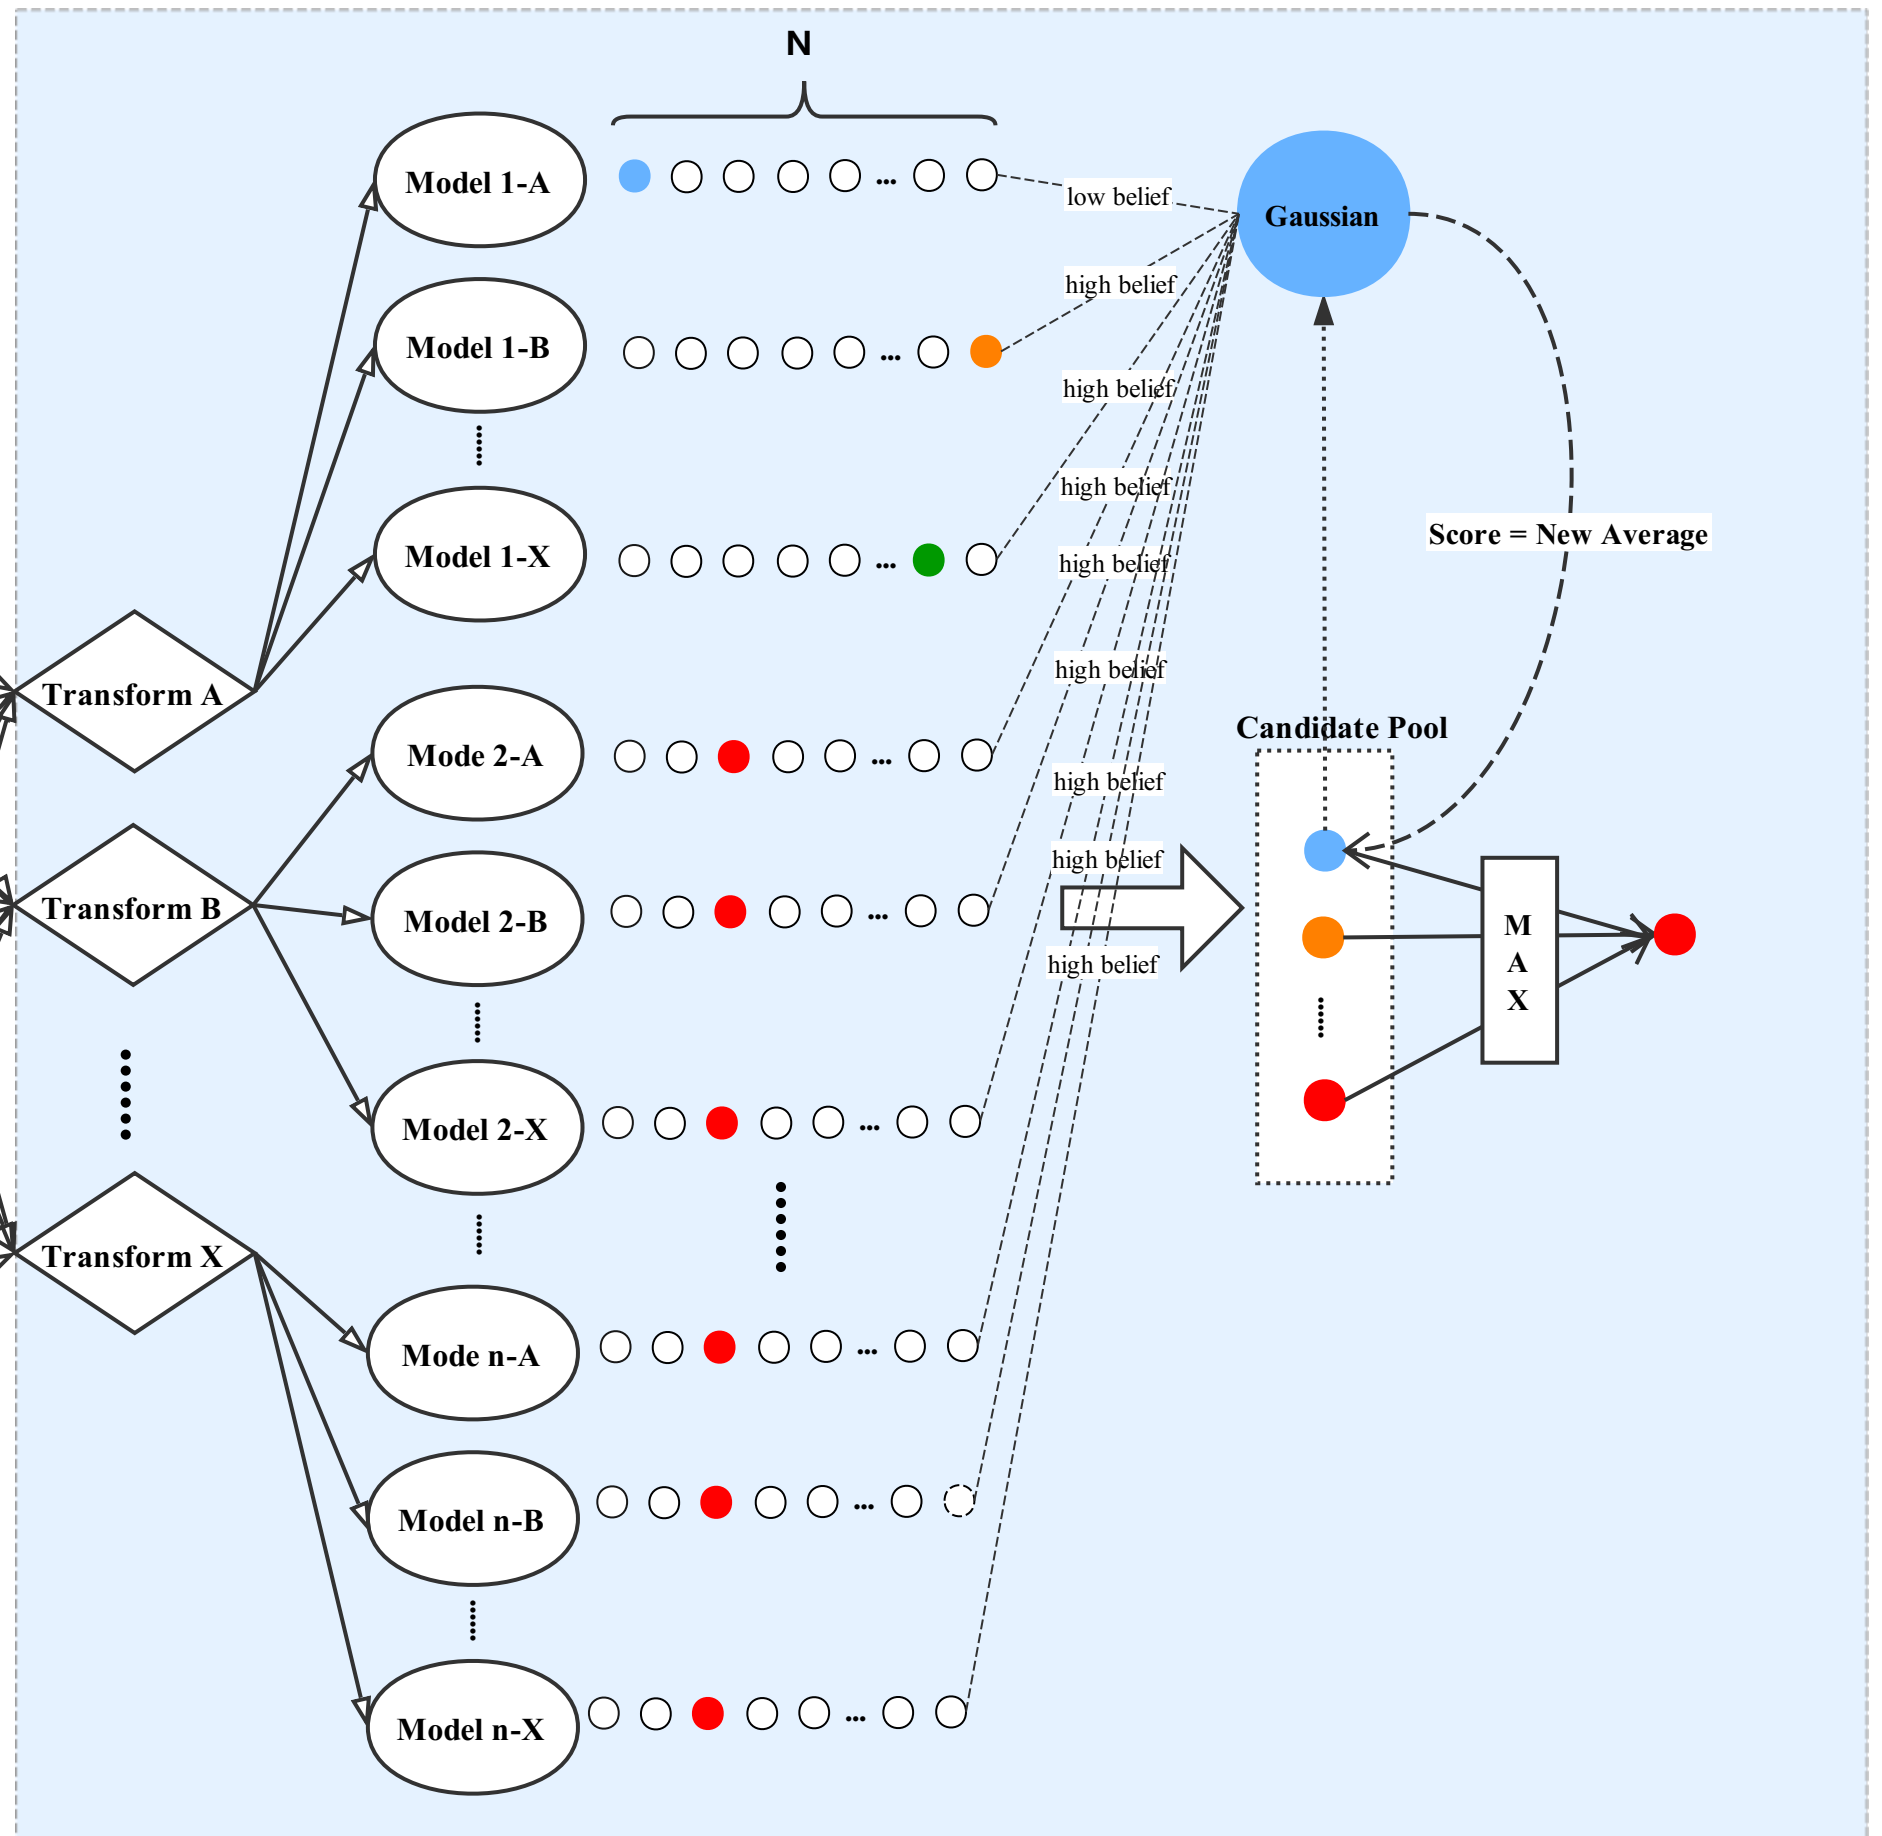 N
Model 1-A
...
low belief
Gaussian
high belief
Model 1-B
...
high belief
high belief
Model 1-X
...
high belief
Score = New Average
Transform A
high belief
Candidate Pool
Mode 2-A
...
high belief
high belief
Transform B
Model 2-B
...
M
A
X
high belief
Model 2-X
...
Transform X
Mode n-A
...
Model n-B
...
Model n-X
...